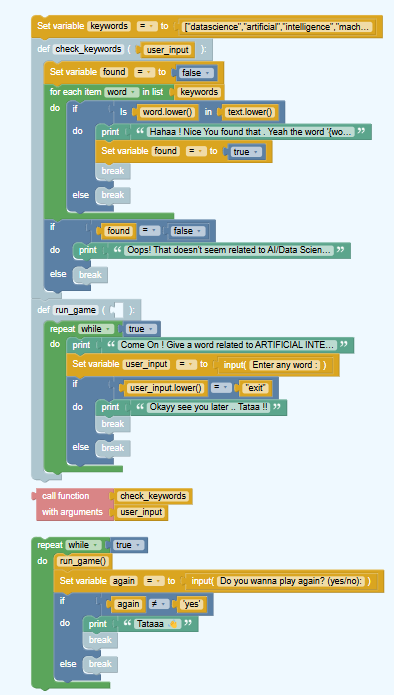 Set variable keywords = to ["datascience","artificial","intelligence","mach...
def check_keywords ( user_input ):
Set variable found = to false
for each item word in list keywords
do if Is word.lower() in text.lower()
do print “ Hahaa ! Nice You found that . Yeah the word '{wo... ”
Set variable found = to true
break
else break
if found = false
do print “ Oops! That doesn't seem related to AI/Data Scien... ”
else break
def run_game ( ):
repeat while true
do print “ Come On ! Give a word related to ARTIFICIAL INTE... ”
Set variable user_input = to input( Enter any word : )
if user_input.lower() = "exit"
do print “ Okayy see you later .. Tataa !! ”
break
else break
call function check_keywords
with arguments user_input
repeat while true
do run_game()
Set variable again = to input( Do you wanna play again? (yes/no): )
if again ≠ 'yes'
do print “ Tataaa 👋 ”
break
else break